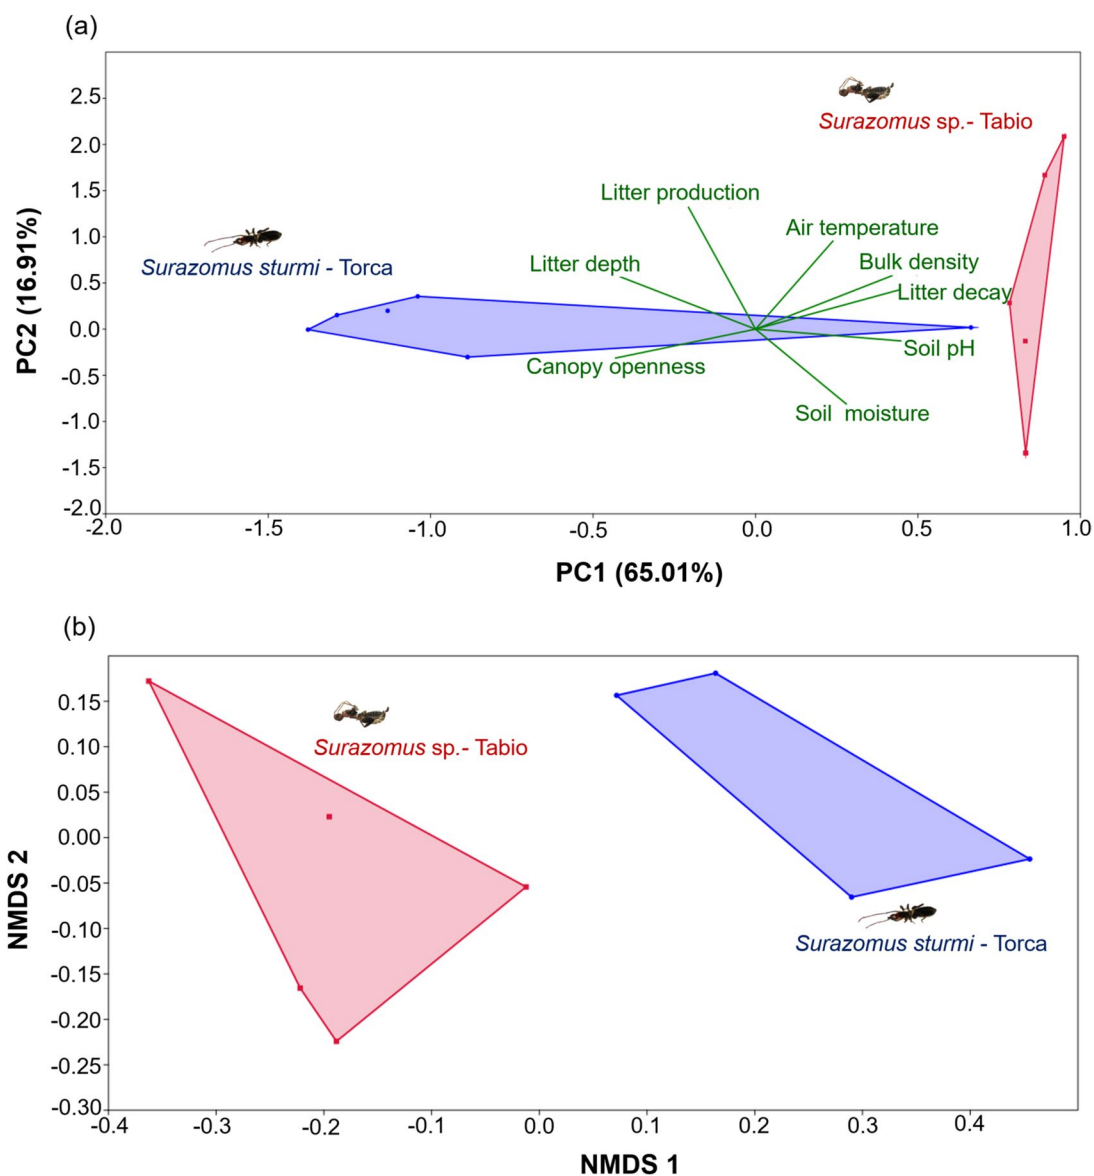 (a)
PC2 (16.91%)
2.5
2.0
1.5
1.0
0.5
0.0
-0.5
-1.0
-1.5
-2.0
Surazomus sp.- Tabio
Litter production
Air temperature
Surazomus sturmi - Torca
Litter depth
Bulk density
Litter decay
Soil pH
Canopy openness
Soil moisture
-2.0
-1.5
-1.0
-0.5
0.0
0.5
1.0
PC1 (65.01%)
(b)
NMDS 2
0.15
0.10
0.05
0.00
-0.05
-0.10
-0.15
-0.20
-0.25
-0.30
Surazomus sp.- Tabio
Surazomus sturmi - Torca
-0.4
-0.3
-0.2
-0.1
0.0
0.1
0.2
0.3
0.4
NMDS 1